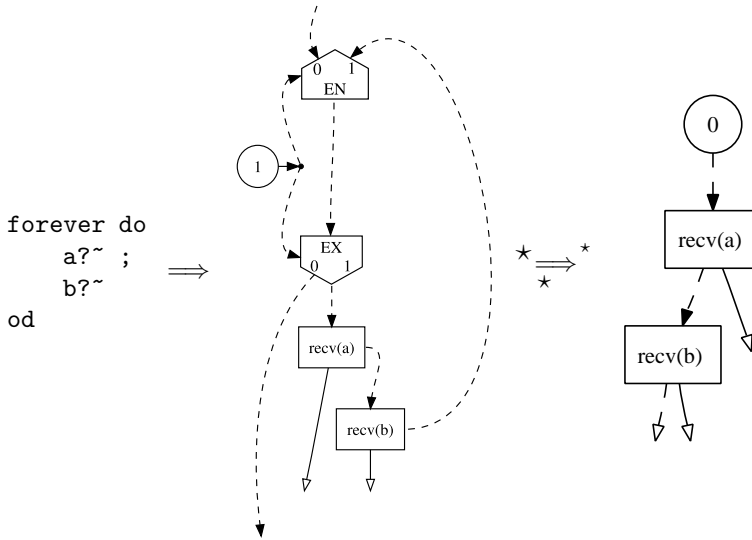 forever do
a?~ ;
b?~
od
⟹
0 1
EN
1
EX
0 1
recv(a)
recv(b)
⋆ ⟹ ⋆
⋆
0
recv(a)
recv(b)